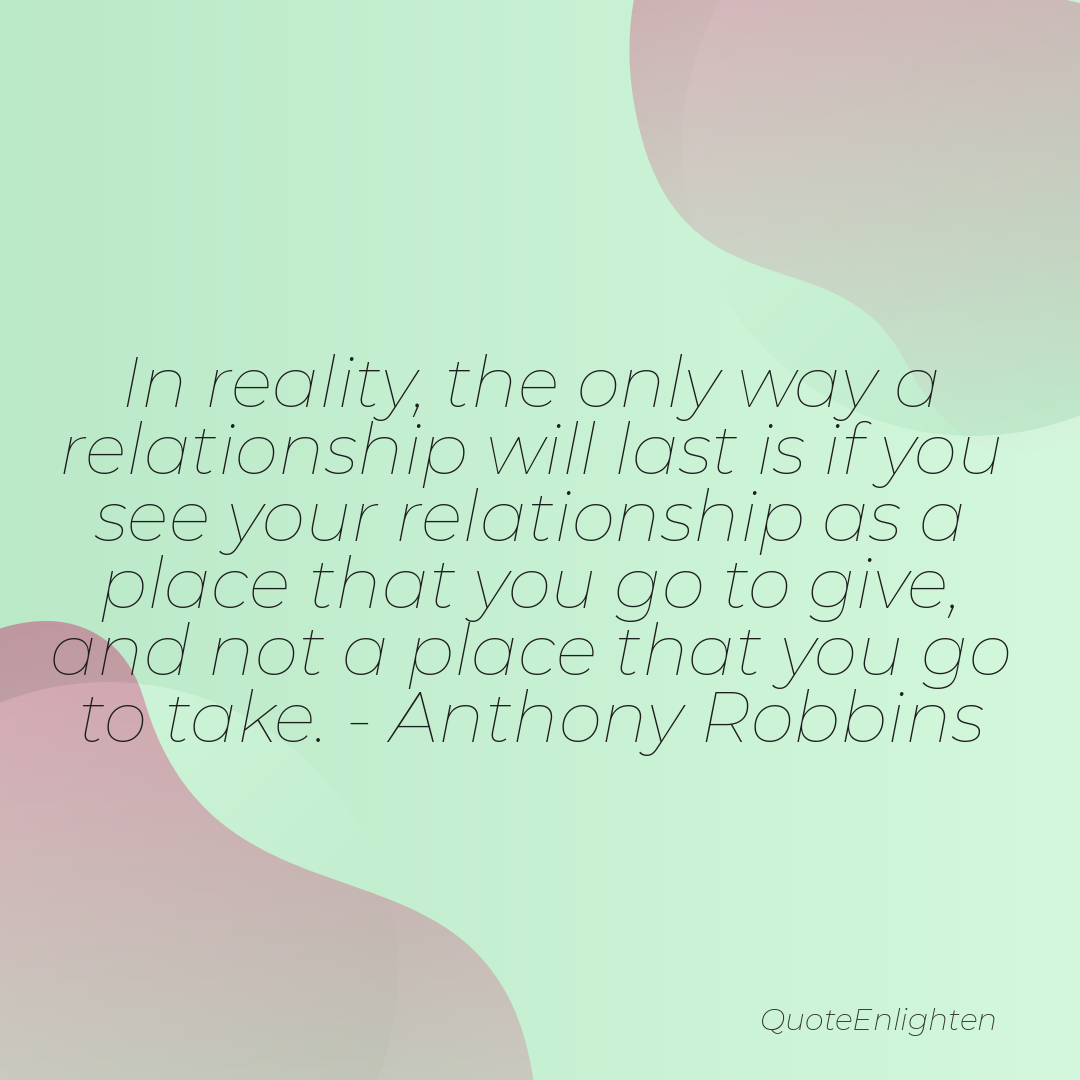 In reality, the only way a
relationship will last is if you
see your relationship as a
place that you go to give,
and not a place that you go
to take. - Anthony Robbins
QuoteEnlighten